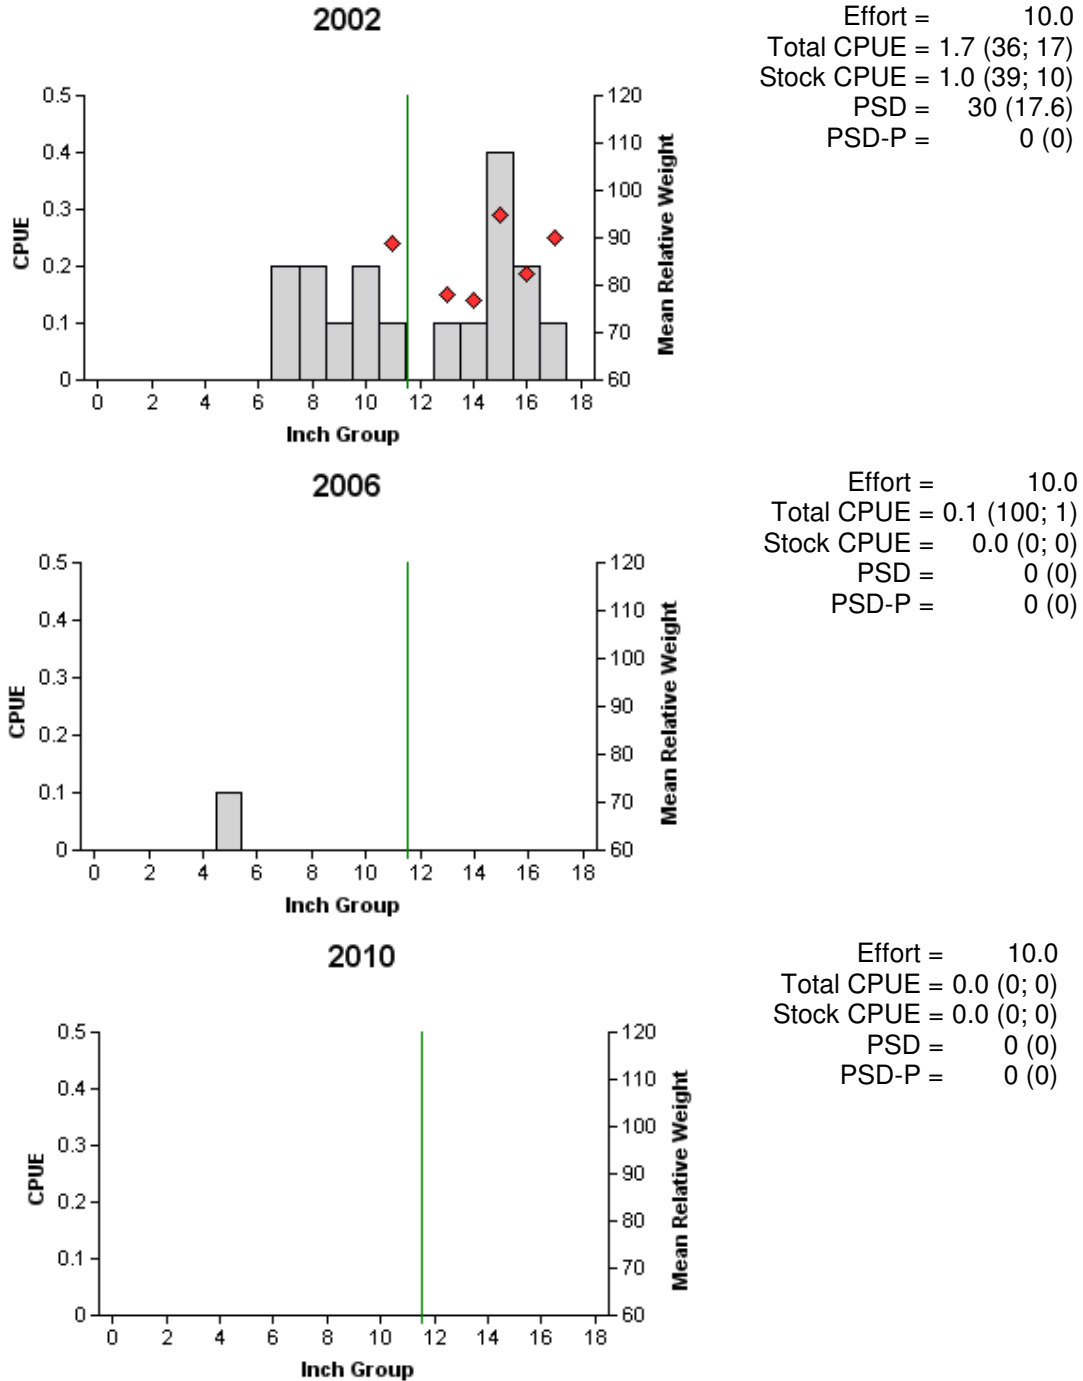 2002
Effort = 10.0
Total CPUE = 1.7 (36; 17)
Stock CPUE = 1.0 (39; 10)
PSD = 30 (17.6)
PSD-P = 0 (0)
0.5
0.4
0.3
0.2
0.1
0
CPUE
120
110
100
90
80
70
60
Mean Relative Weight
0 2 4 6 8 10 12 14 16 18
Inch Group
2006
Effort = 10.0
Total CPUE = 0.1 (100; 1)
Stock CPUE = 0.0 (0; 0)
PSD = 0 (0)
PSD-P = 0 (0)
0.5
0.4
0.3
0.2
0.1
0
CPUE
120
110
100
90
80
70
60
Mean Relative Weight
0 2 4 6 8 10 12 14 16 18
Inch Group
2010
Effort = 10.0
Total CPUE = 0.0 (0; 0)
Stock CPUE = 0.0 (0; 0)
PSD = 0 (0)
PSD-P = 0 (0)
0.5
0.4
0.3
0.2
0.1
0
CPUE
120
110
100
90
80
70
60
Mean Relative Weight
0 2 4 6 8 10 12 14 16 18
Inch Group